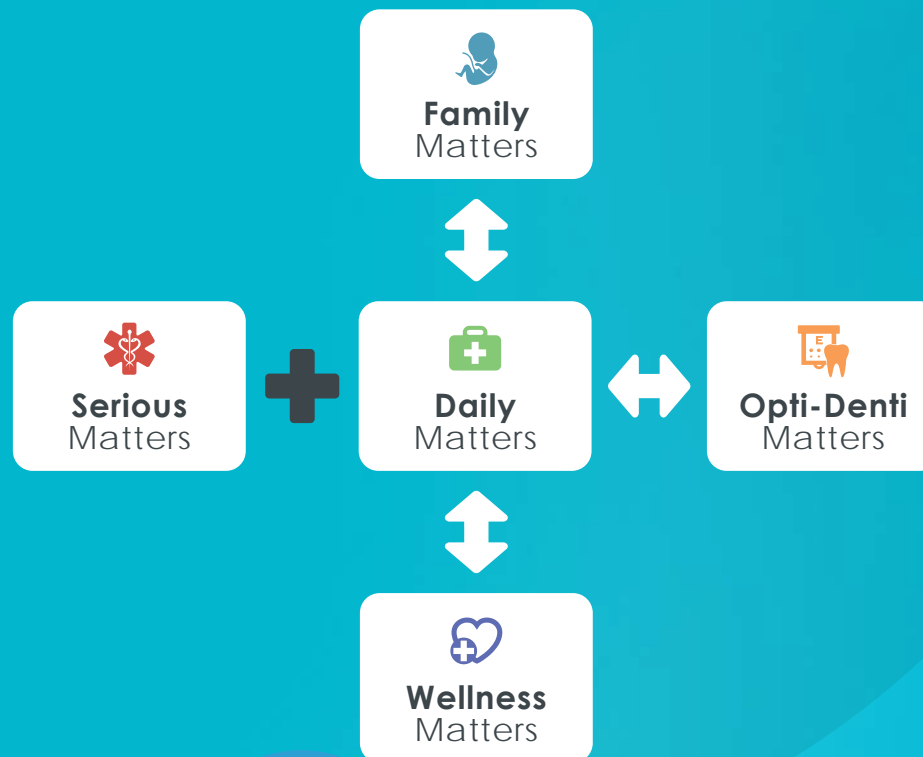 Family
Matters
Serious
Matters
Daily
Matters
E
Opti-Denti
Matters
Wellness
Matters